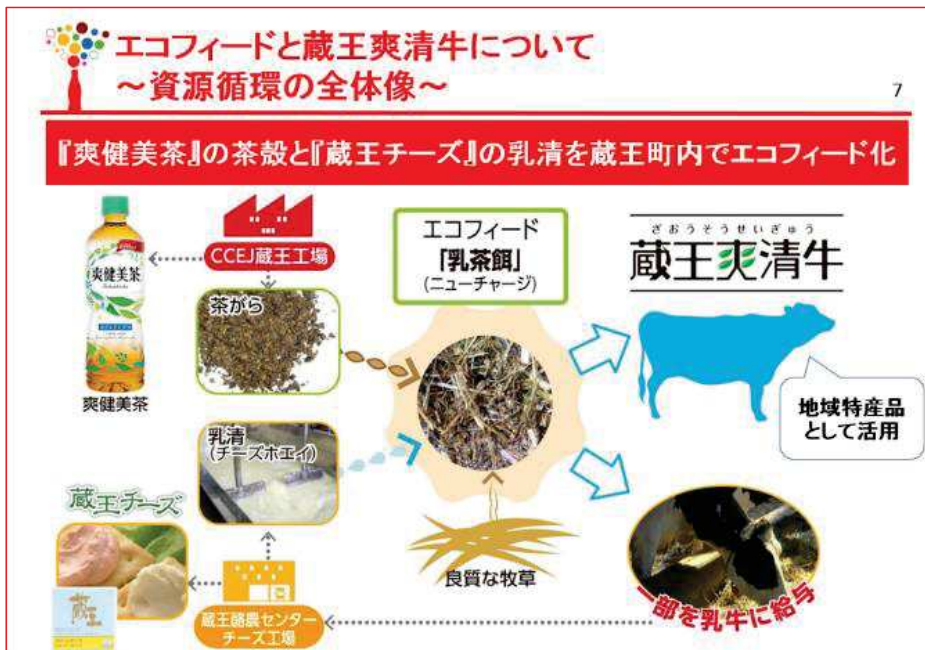 エコフィードと蔵王爽清牛について
～資源循環の全体像～
7
『爽健美茶』の茶殻と『蔵王チーズ』の乳清を蔵王町内でエコフィード化
爽健美茶
爽健美茶
CCEJ蔵王工場
茶がら
エコフィード
「乳茶餌」
(ニューチャージ)
ざおうそうせいぎゅう
蔵王爽清牛
地域特産品
として活用
乳清
(チーズホエイ)
蔵王チーズ
蔵王
蔵王酪農センター
チーズ工場
良質な牧草
一部を乳牛に給与